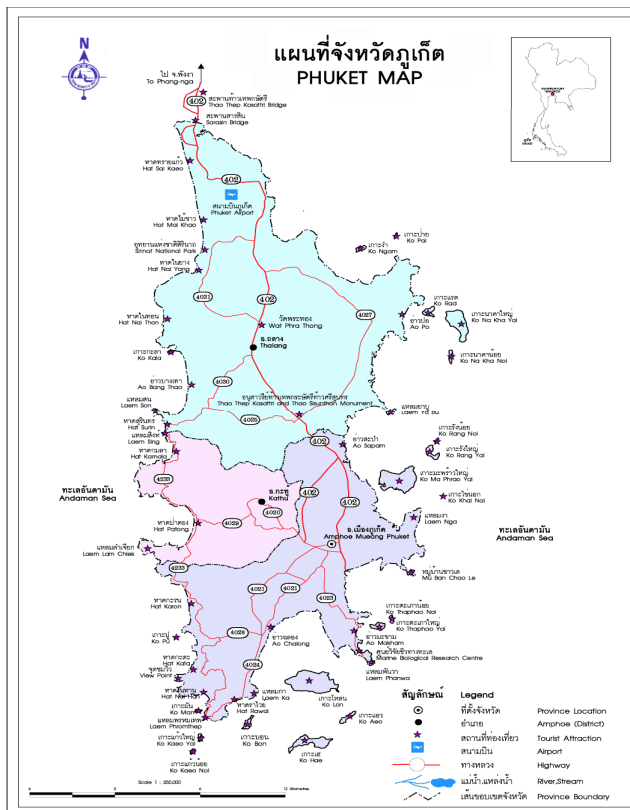 แผนที่จังหวัดภูเก็ต
PHUKET MAP
N
ไป จ.พังงา
To Phang-nga
402
สะพานท้าวเทพกษัตรี
Thao Thep Kasattri Bridge
สะพานสารสิน
Sarasin Bridge
402
หาดทรายแก้ว
Hat Sai Kaeo
402
สนามบินภูเก็ต
Phuket Airport
หาดไม้ขาว
Hat Mai Khao
เกาะปาย
Ko Pai
เกาะงำ
Ko Ngam
อุทยานแห่งชาติสิรินาถ
Sirinat National Park
หาดในยาง
Hat Nai Yang
เกาะแรด
Ko Rad
เกาะนาคาใหญ่
Ko Na Kha Yai
4031
402
4027
อ่าวปอ
Ao Po
หาดในทอน
Hat Nai Thon
วัดพระทอง
Wat Phra Thong
อ.ถลาง
Thalang
เกาะกะลา
Ko Kala
เกาะนาคาน้อย
Ko Na Kha Noi
4030
อ่าวบางเทา
Ao Bang Thao
อนุสาวรีย์ท้าวเทพกระษัตรีท้าวศรีสุนทร
Thao Thep Kasattri and Thao Sisunthon Monument
แหลมสน
Laem Son
4025
แหลมยามู
หาดสุรินทร์
Hat Surin
แหลมสิงห์
Laem Sing
402
อ่าวสะปำ
Ao Sapam
เกาะรังน้อย
Ko Rang Noi
หาดกมลา
Hat Kamala
เกาะรังใหญ่
Ko Rang Yai
4233
เกาะมะพร้าวใหญ่
Ko Ma Phrao Yai
402
402
ทะเลอันดามัน
Andaman Sea
อ.กะทู้
Kathu
4020
เกาะไข่นอก
Ko Khai Noi
หาดป่าตอง
Hat Patong
4029
แหลมงา
Laem Nga
อ.เมืองภูเก็ต
Amphoe Mueang Phuket
ทะเลอันดามัน
Andaman Sea
แหลมลำเจียก
Laem Lam Chiek
4233
หมู่บ้านชาวเล
Mu Ban Chao Le
4021
4021
4023
หาดกะรน
Hat Karon
เกาะตะเภาน้อย
Ko Thaphao Noi
เกาะตะเภาใหญ่
Ko Thaphao Yai
เกาะปู
Ko Pu
4028
อ่าวฉลอง
Ao Chalong
อ่าวมะขาม
Ao Makham
ศูนย์วิจัยชีวทางทะเล
Marine Biological Research Centre
หาดกะตะ
Hat Kata
4024
แหลมพันวา
Laem Phanwa
จุดชมวิว
View Point
หาดในหาน
Hat Nai Han
แหลมกา
Laem Ka
เกาะโหลน
Ko Lon
เกาะมัน
Ko Man
หาดราไวย์
Hat Rawai
เกาะแอว
Ko Aeo
แหลมพรหมเทพ
Laem Phromthep
เกาะแก้วใหญ่
Ko Kaeo Yai
เกาะบอน
Ko Bon
เกาะเฮ
Ko Hae
เกาะแก้วน้อย
Ko Kaeo Noi
สัญลักษณ์ Legend
ที่ตั้งจังหวัด Province Location
อำเภอ Amphoe (District)
สถานที่ท่องเที่ยว Tourist Attraction
สนามบิน Airport
ทางหลวง Highway
แม่น้ำ,แหล่งน้ำ River,Stream
เส้นขอบเขตจังหวัด Province Boundary
Scale 1 : 250,000